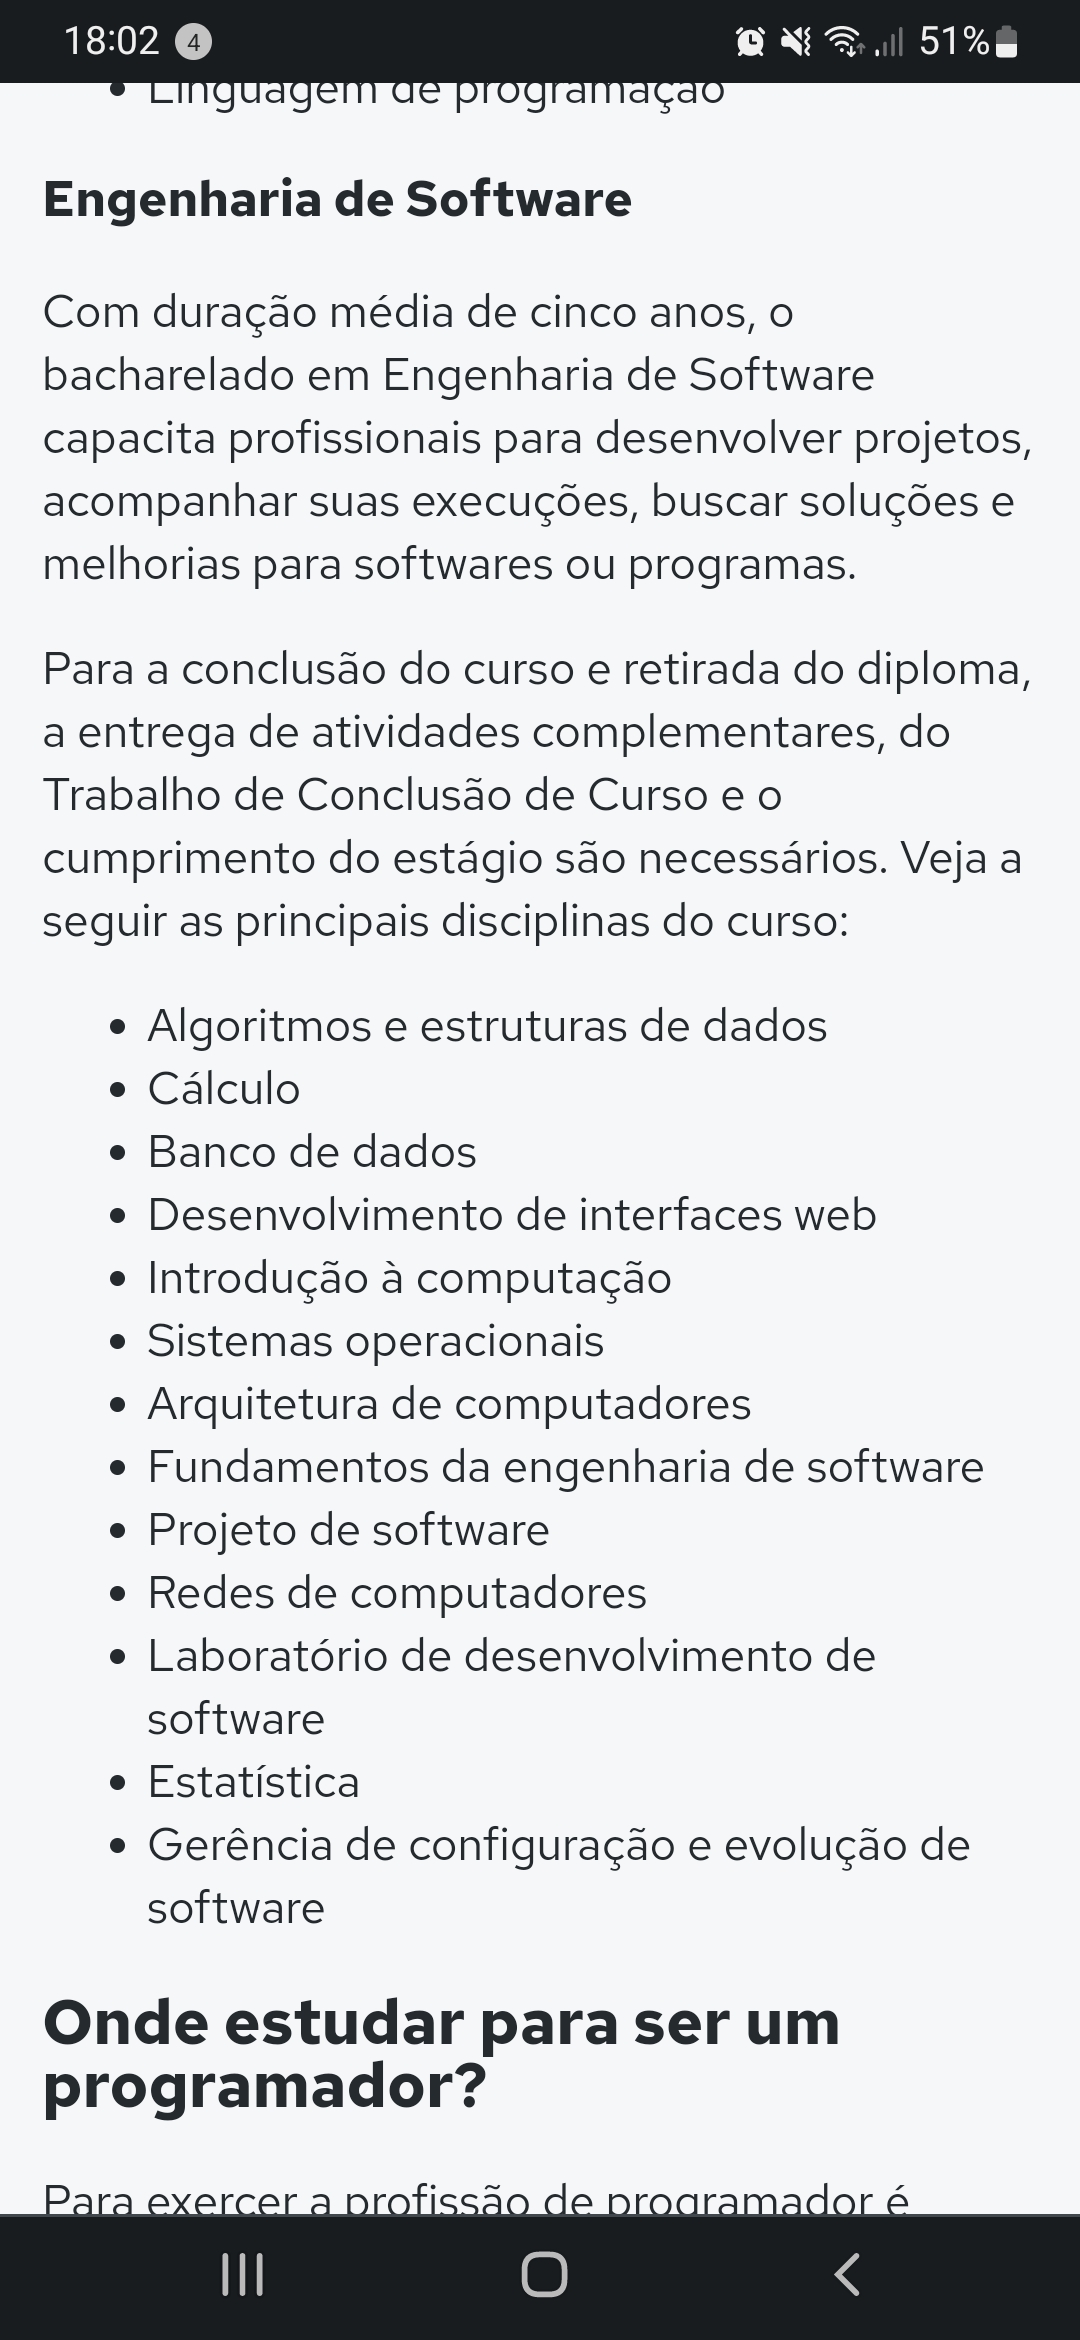 18:02 4 51%
Linguagem de programação
Engenharia de Software
Com duração média de cinco anos, o
bacharelado em Engenharia de Software
capacita profissionais para desenvolver projetos,
acompanhar suas execuções, buscar soluções e
melhorias para softwares ou programas.
Para a conclusão do curso e retirada do diploma,
a entrega de atividades complementares, do
Trabalho de Conclusão de Curso e o
cumprimento do estágio são necessários. Veja a
seguir as principais disciplinas do curso:
• Algoritmos e estruturas de dados
• Cálculo
• Banco de dados
• Desenvolvimento de interfaces web
• Introdução à computação
• Sistemas operacionais
• Arquitetura de computadores
• Fundamentos da engenharia de software
• Projeto de software
• Redes de computadores
• Laboratório de desenvolvimento de
software
• Estatística
• Gerência de configuração e evolução de
software
Onde estudar para ser um
programador?
Para exercer a profissão de programador é